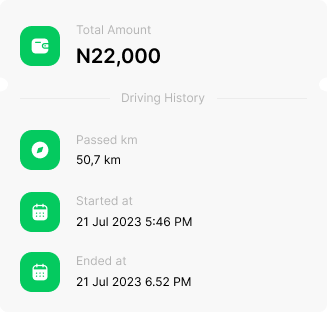 Total Amount
N22,000
Driving History
Passed km
50,7 km
Started at
21 Jul 2023 5:46 PM
Ended at
21 Jul 2023 6.52 PM